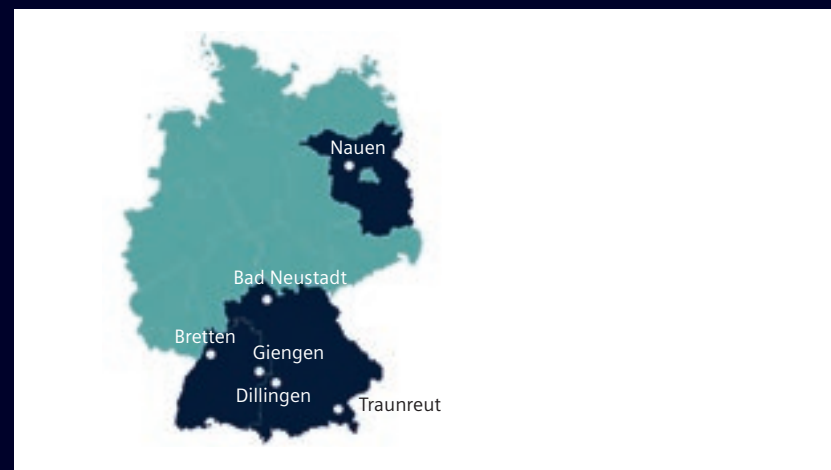 Nauen
Bad Neustadt
Bretten
Giengen
Dillingen
Traunreut